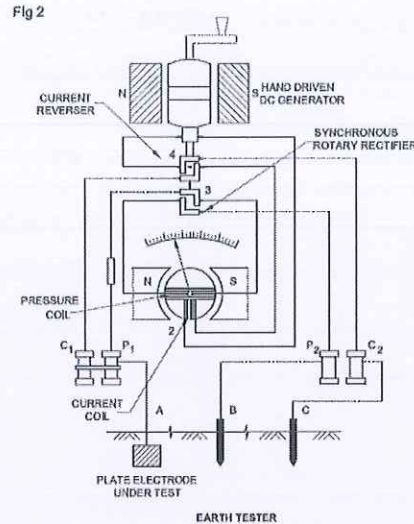 Fig 2
N
S
HAND DRIVEN
DC GENERATOR
CURRENT
REVERSER
4
SYNCHRONOUS
ROTARY RECTIFIER
3
N
S
PRESSURE
COIL
2
C1
P1
P2
C2
CURRENT
COIL
A
B
C
PLATE ELECTRODE
UNDER TEST
EARTH TESTER